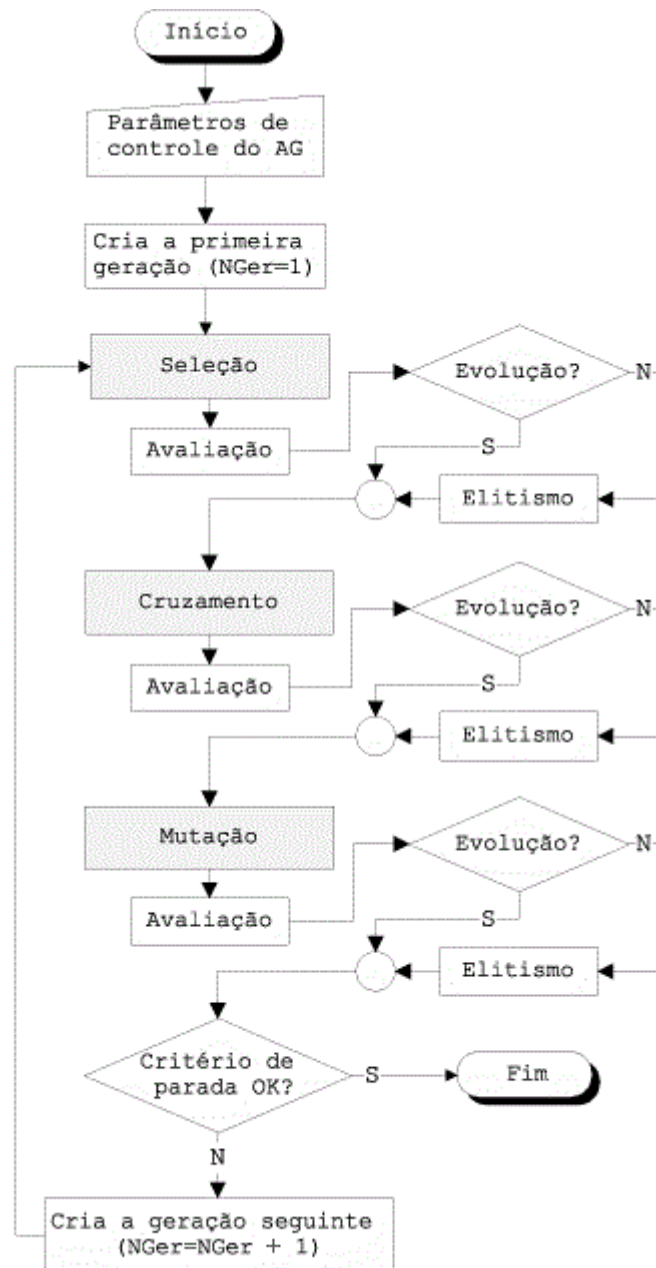 Início
Parâmetros de
controle do AG
Cria a primeira
geração (NGer=1)
Seleção
Evolução?
N
Avaliação
S
Elitismo
Cruzamento
Evolução?
N
Avaliação
S
Elitismo
Mutação
Evolução?
N
Avaliação
S
Elitismo
Critério de
parada OK?
S
Fim
N
Cria a geração seguinte
(NGer=NGer + 1)